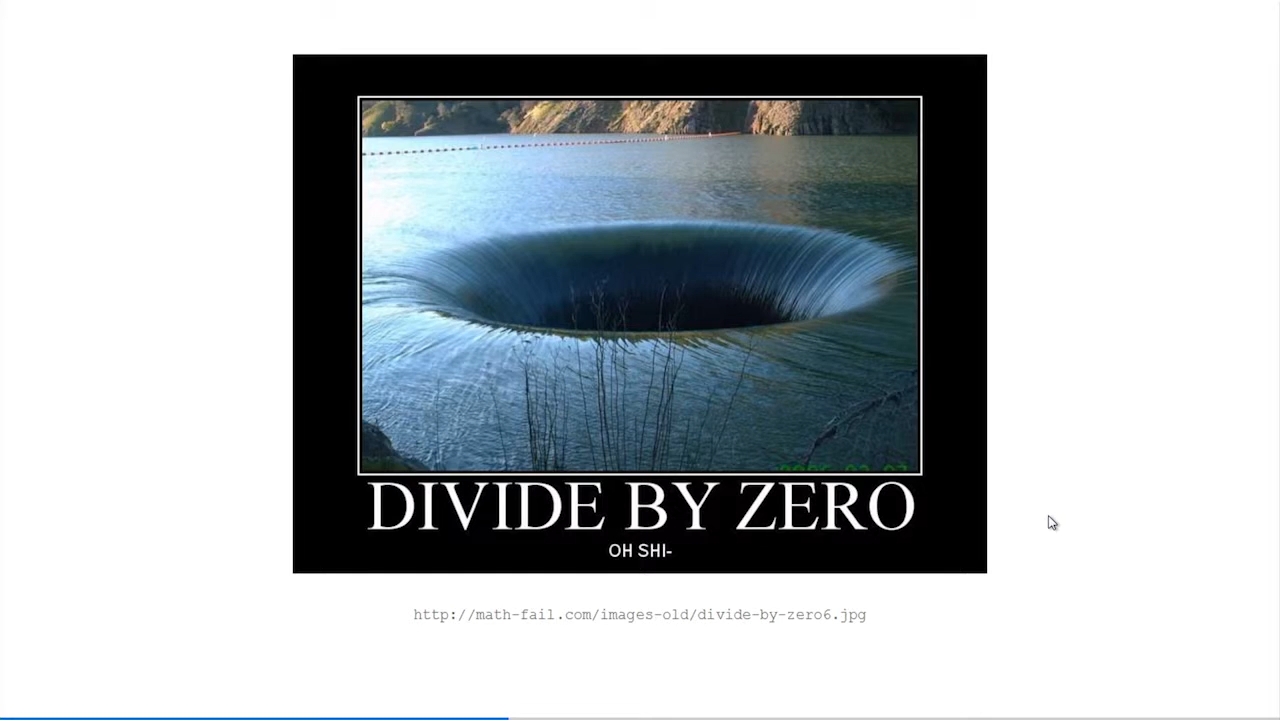 DIVIDE BY ZERO
OH SHI-
http://math-fail.com/images-old/divide-by-zero6.jpg